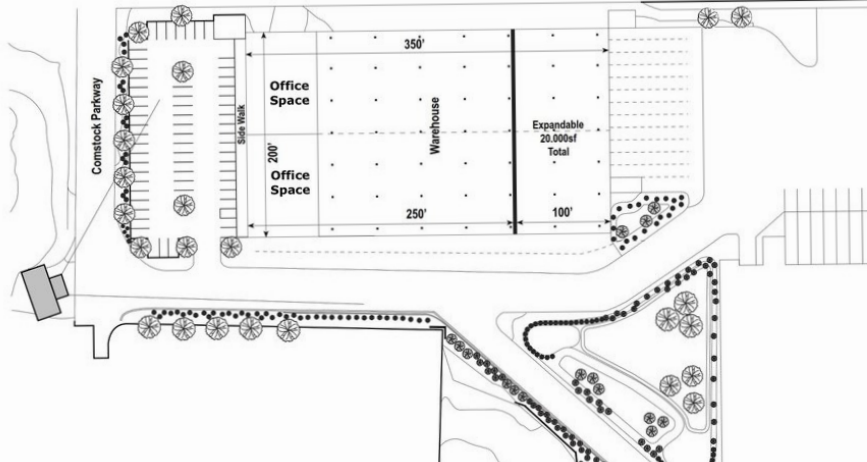 350'
Office
Space
Comstock Parkway
Side Walk
200'
Warehouse
Expandable
20.000sf
Total
Office
Space
250'
100'